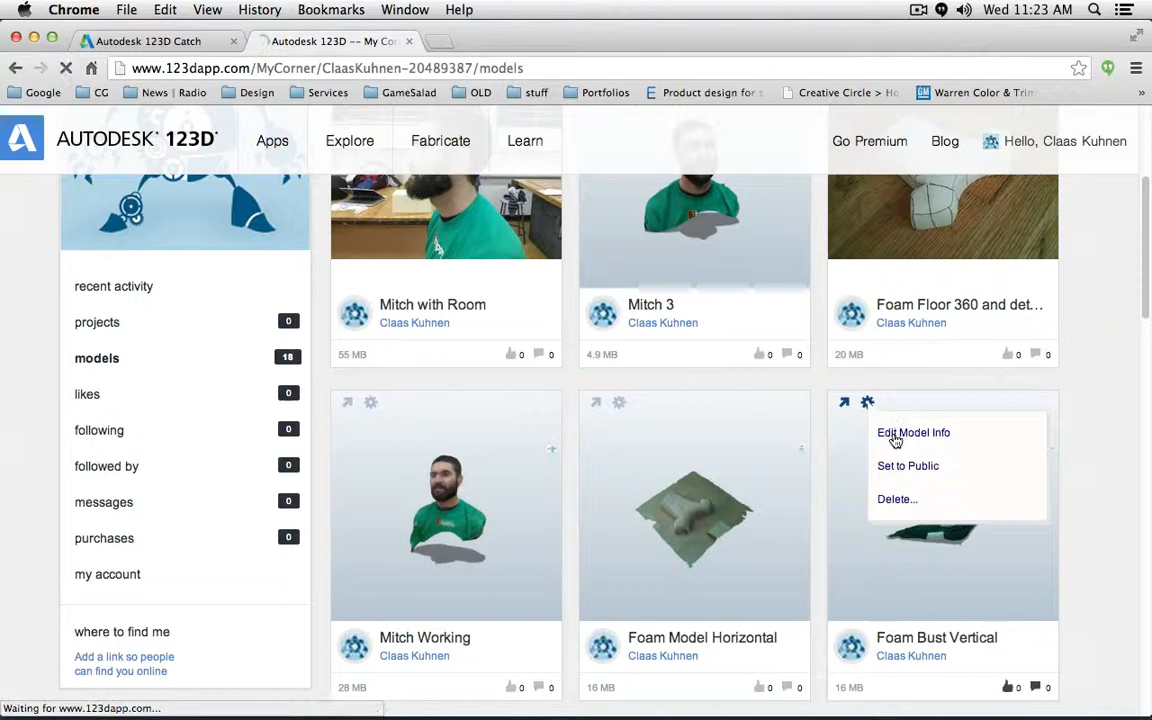 Chrome File Edit View History Bookmarks Window Help Wed 11:23 AM
Autodesk 123D Catch Autodesk 123D -- My Cor
www.123dapp.com/MyCorner/ClaasKuhnen-20489387/models
Google CG News | Radio Design Services GameSalad OLD stuff Portfolios Product design for Creative Circle > Ho Warren Color & Trim
AUTODESK® 123D® Apps Explore Fabricate Learn Go Premium Blog Hello, Claas Kuhnen
recent activity
projects 0
models 18
likes 0
following 0
followed by 0
messages 0
purchases 0
my account
where to find me
Add a link so people
can find you online
Mitch with Room
Claas Kuhnen
55 MB 0 0
Mitch 3
Claas Kuhnen
4.9 MB 0 0
Foam Floor 360 and det...
Claas Kuhnen
20 MB 0 0
Edit Model Info
Set to Public
Delete...
Mitch Working
Claas Kuhnen
28 MB 0 0
Foam Model Horizontal
Claas Kuhnen
16 MB 0 0
Foam Bust Vertical
Claas Kuhnen
16 MB 0 0
Waiting for www.123dapp.com...